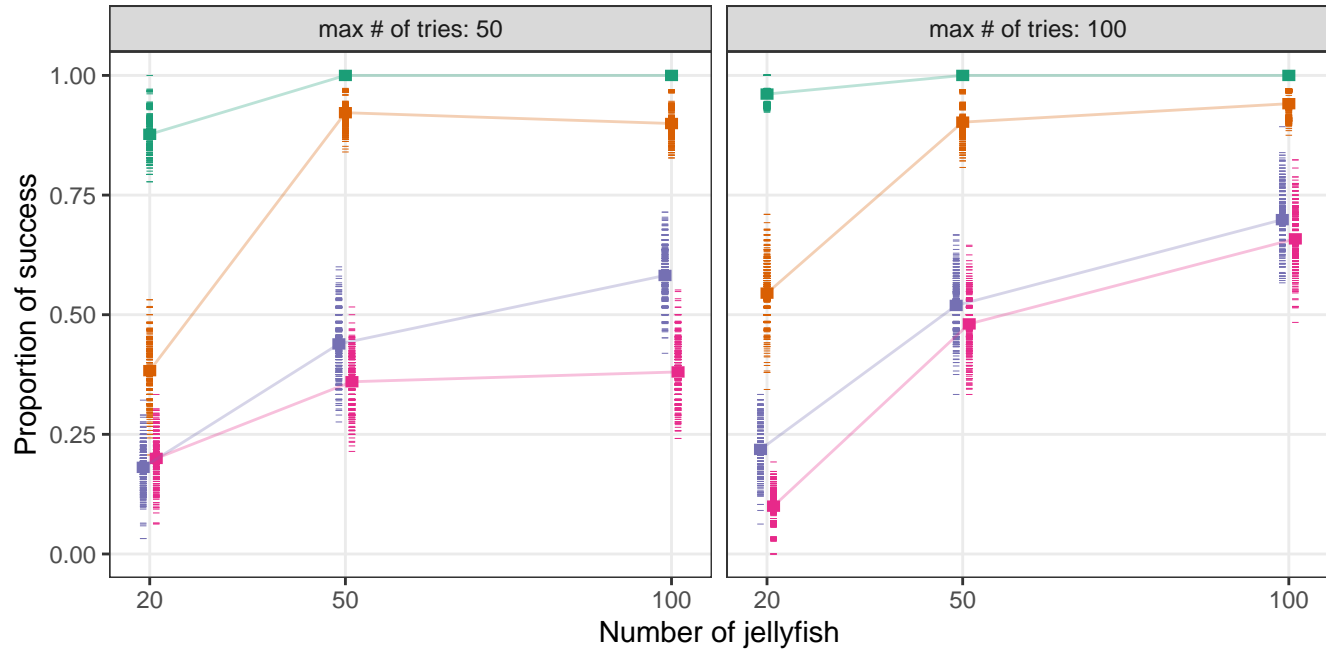 max # of tries: 50
max # of tries: 100
Proportion of success
1.00
0.75
0.50
0.25
0.00
20
50
100
20
50
100
Number of jellyfish